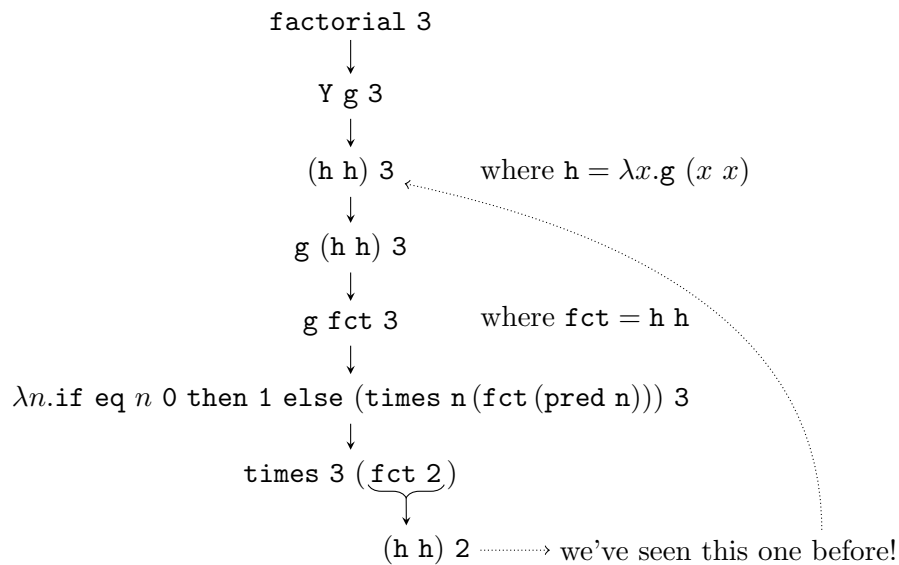 factorial 3
Y g 3
(h h) 3 where h = λx.g (x x)
g (h h) 3
g fct 3 where fct = h h
λn.if eq n 0 then 1 else (times n (fct (pred n))) 3
times 3 (fct 2)
(h h) 2 we've seen this one before!